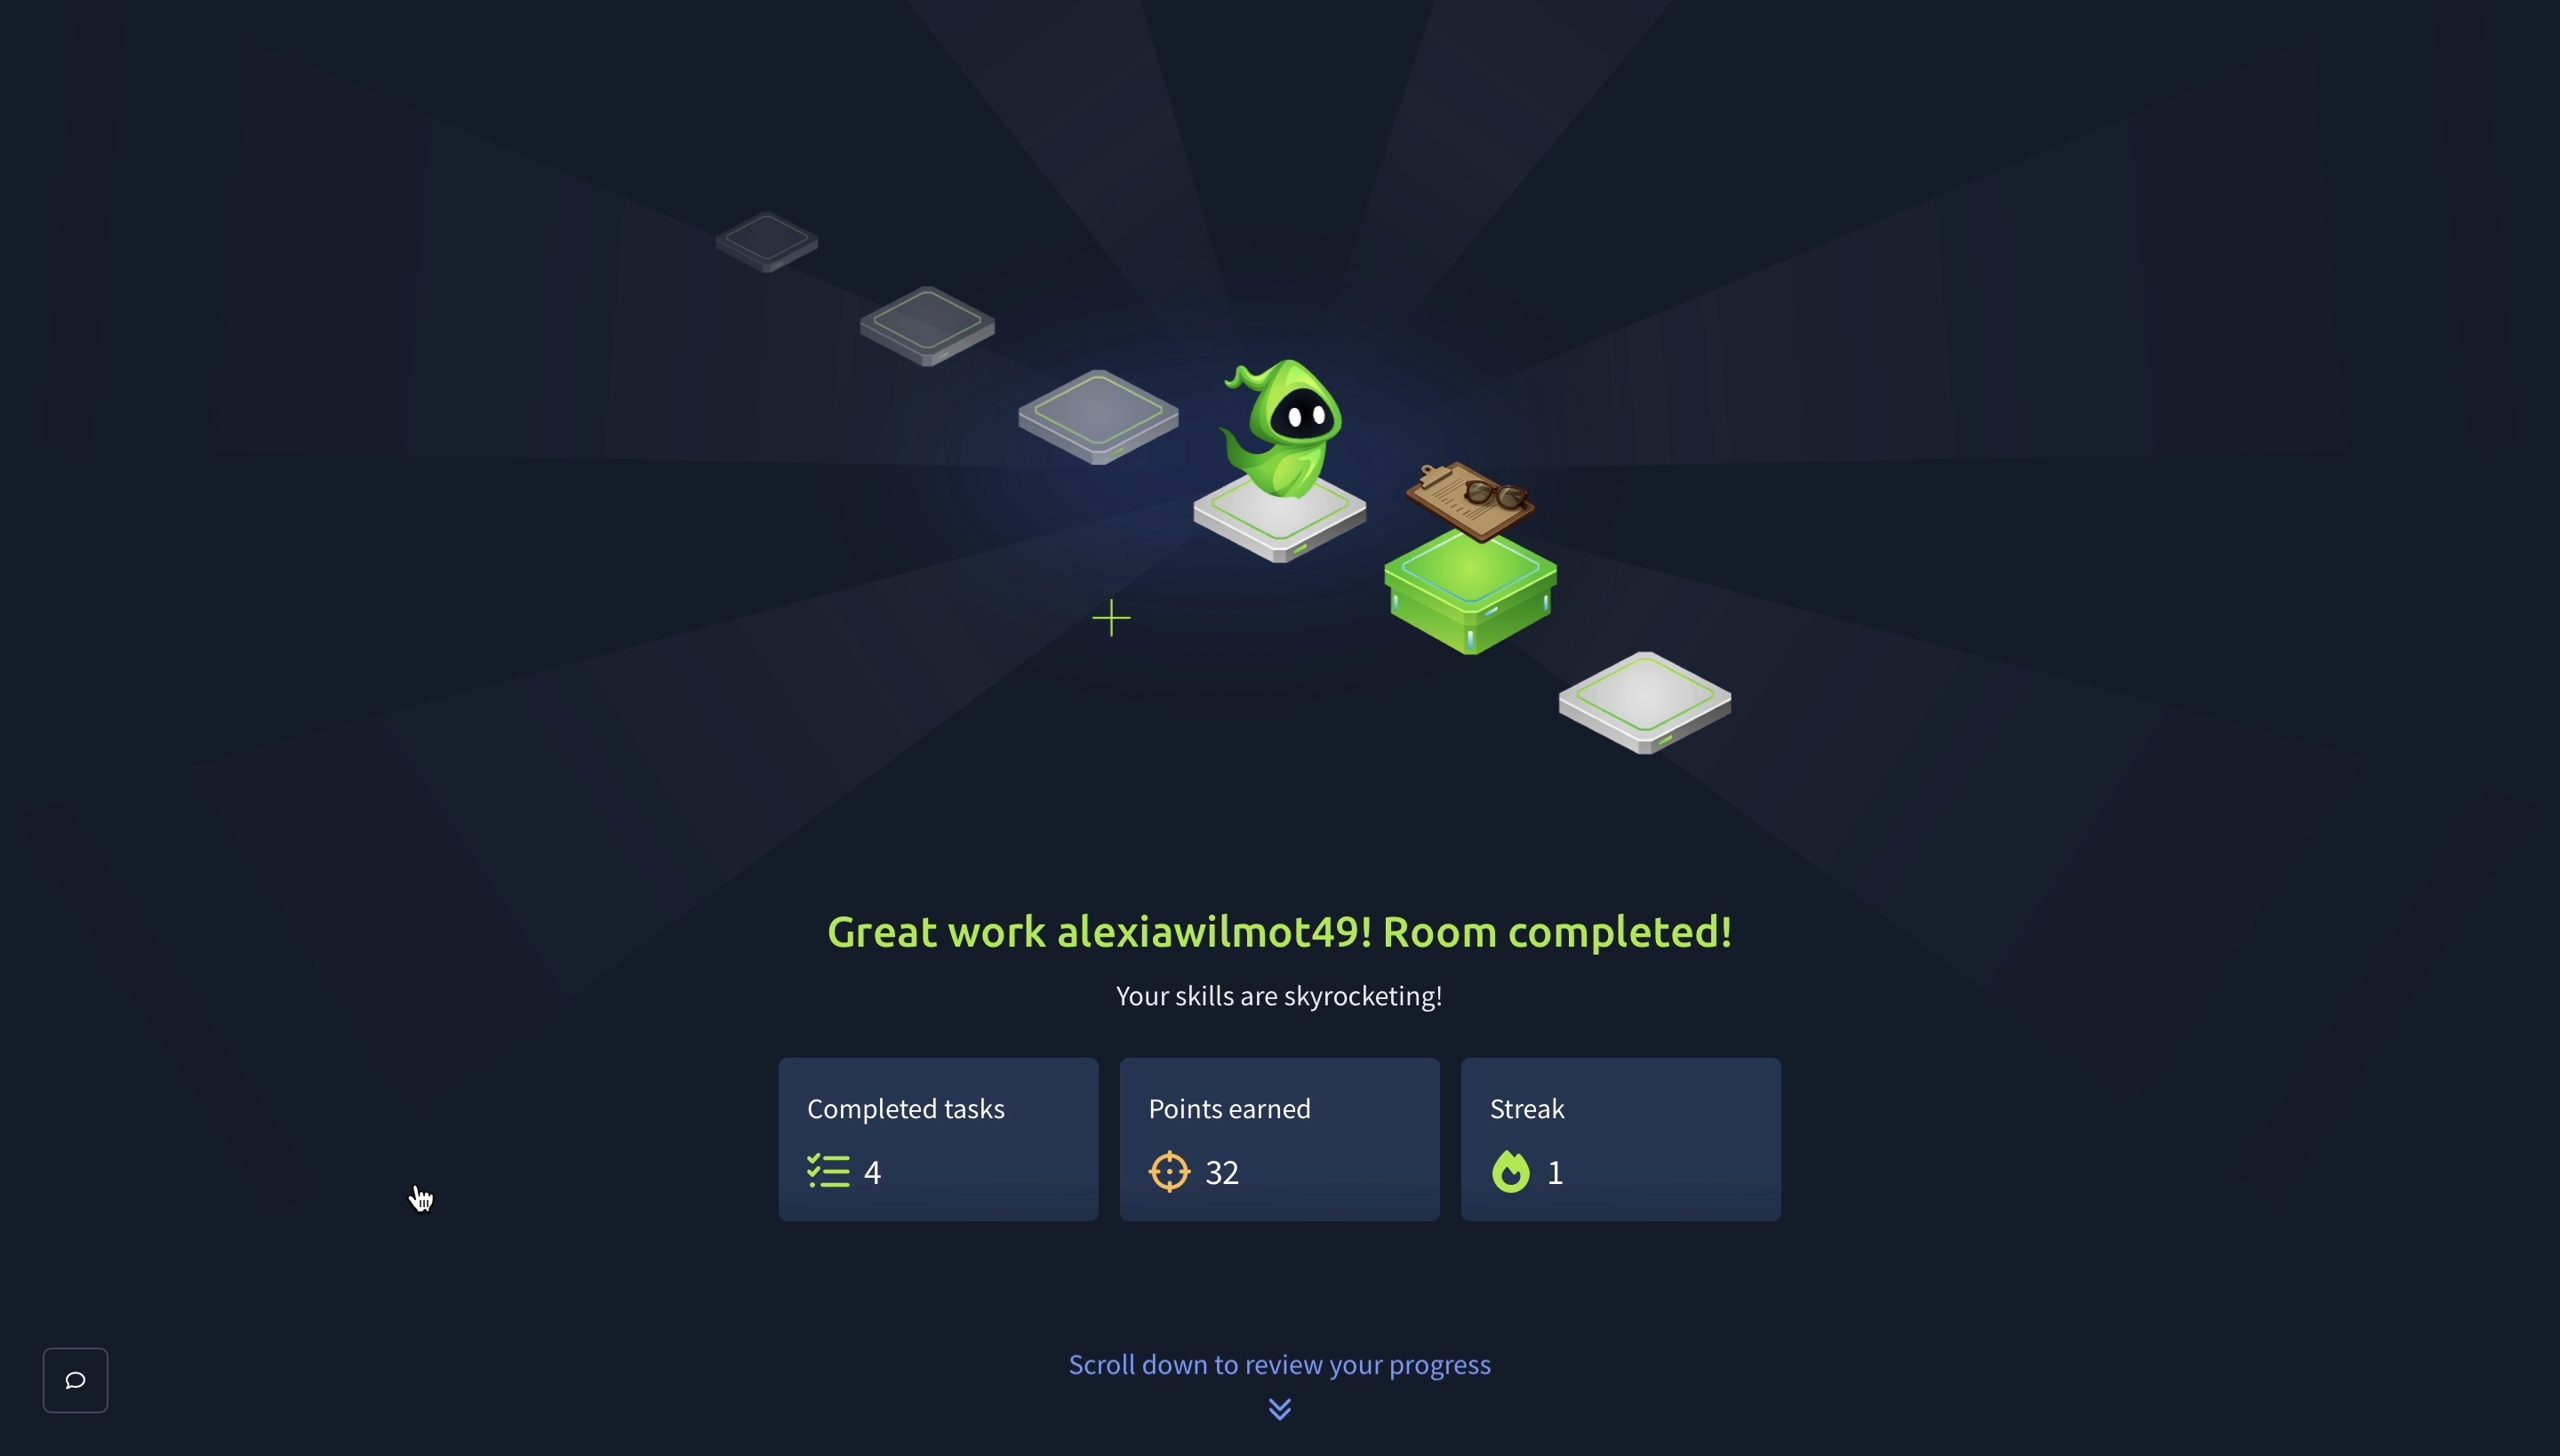 Great work alexiawilmot49! Room completed!
Your skills are skyrocketing!
Completed tasks
4
Points earned
32
Streak
1
Scroll down to review your progress